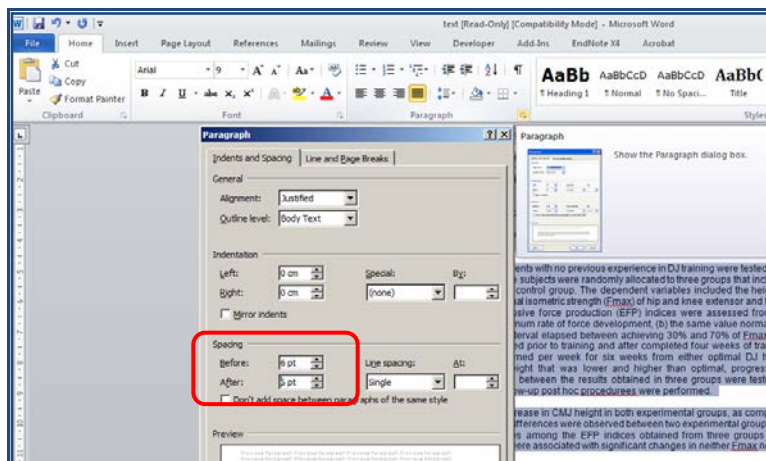 text [Read-Only] [Compatibility Mode] - Microsoft Word
File Home Insert Page Layout References Mailings Review View Developer Add-Ins EndNote X4 Acrobat
Paste
Cut
Copy
Format Painter
Clipboard
Arial 9
Font
Paragraph
AaBb AaBbCcD AaBbCcD AaBb(
¶ Heading 1 ¶ Normal ¶ No Spaci... Title
Styles
Paragraph
Indents and Spacing Line and Page Breaks
General
Alignment: Justified
Outline level: Body Text
Indentation
Left: 0 cm Special: By:
Right: 0 cm (none)
Mirror indents
Spacing
Before: 6 pt Line spacing: At:
After: 6 pt Single
Don't add space between paragraphs of the same style
Preview
Paragraph
Show the Paragraph dialog box.
ents with no previous experience in DJ training were tested
subjects were randomly allocated to three groups that incl
control group. The dependent variables included the hei
al isometric strength (Fmax) of hip and knee extensor and
sive force production (EFP) indices were assessed fro
num rate of force development, (b) the same value norma
terval elapsed between achieving 30% and 70% of Fmax
ed prior to training and after completed four weeks of tra
med per week for six weeks from either optimal DJ h
ight that was lower and higher than optimal, progres
between the results obtained in three groups were test
ow-up post hoc procedurees were performed.
rease in CMJ height in both experimental groups, as comp
ifferences were observed between two experimental group
s among the EFP indices obtained from three groups
ere associated with significant changes in neither Fmax no